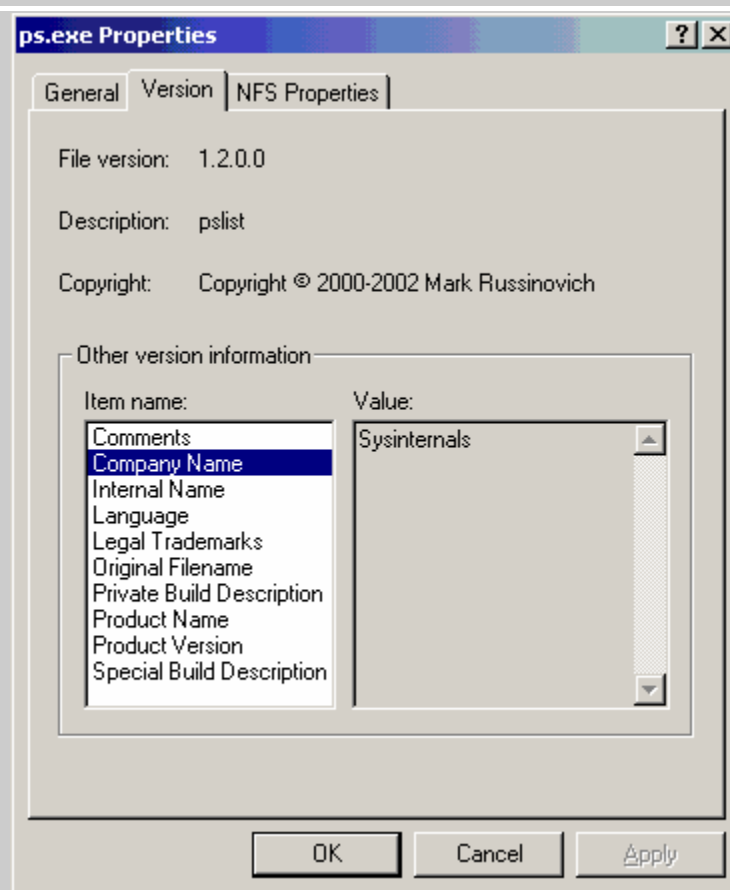 ps.exe Properties
General Version NFS Properties
File version: 1.2.0.0
Description: pslist
Copyright: Copyright © 2000-2002 Mark Russinovich
Other version information
Item name: Value:
Comments Sysinternals
Company Name
Internal Name
Language
Legal Trademarks
Original Filename
Private Build Description
Product Name
Product Version
Special Build Description
OK Cancel Apply